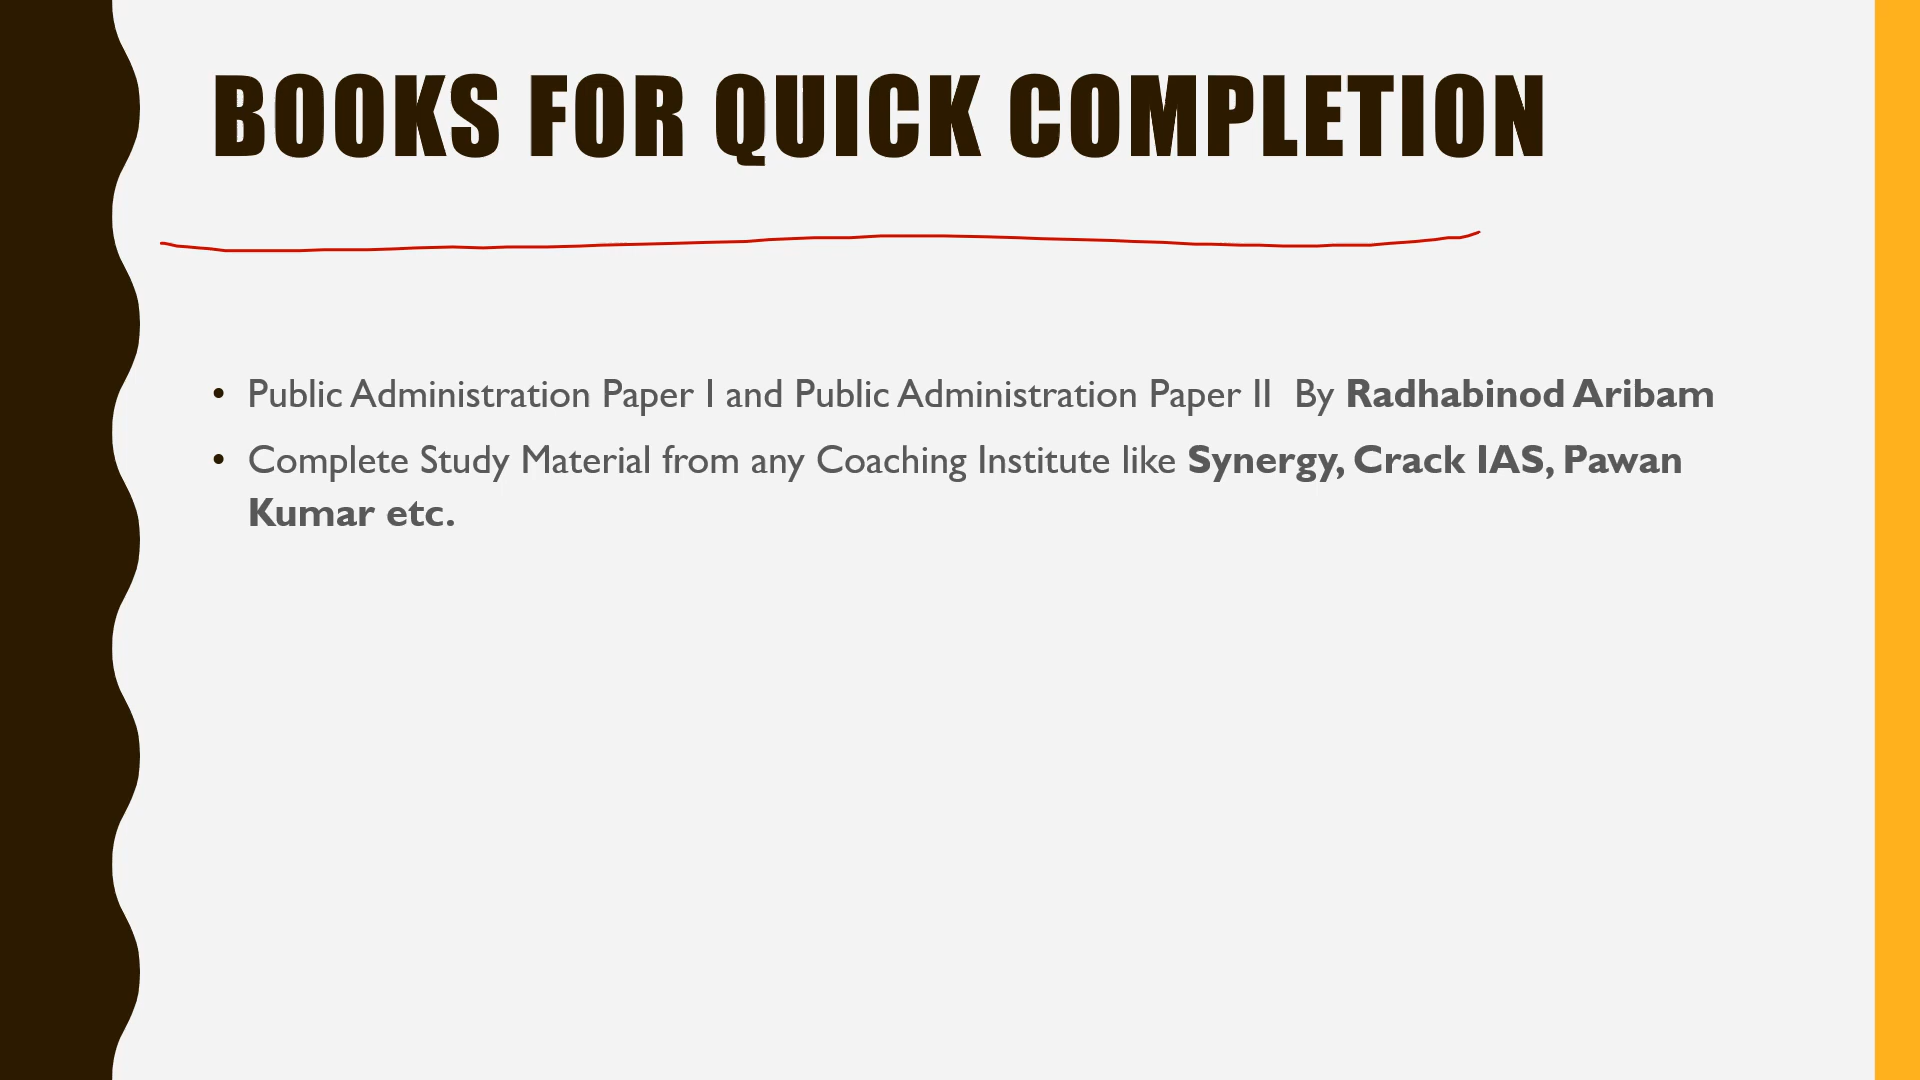 BOOKS FOR QUICK COMPLETION
• Public Administration Paper I and Public Administration Paper II  By Radhabinod Aribam
• Complete Study Material from any Coaching Institute like Synergy, Crack IAS, Pawan
Kumar etc.